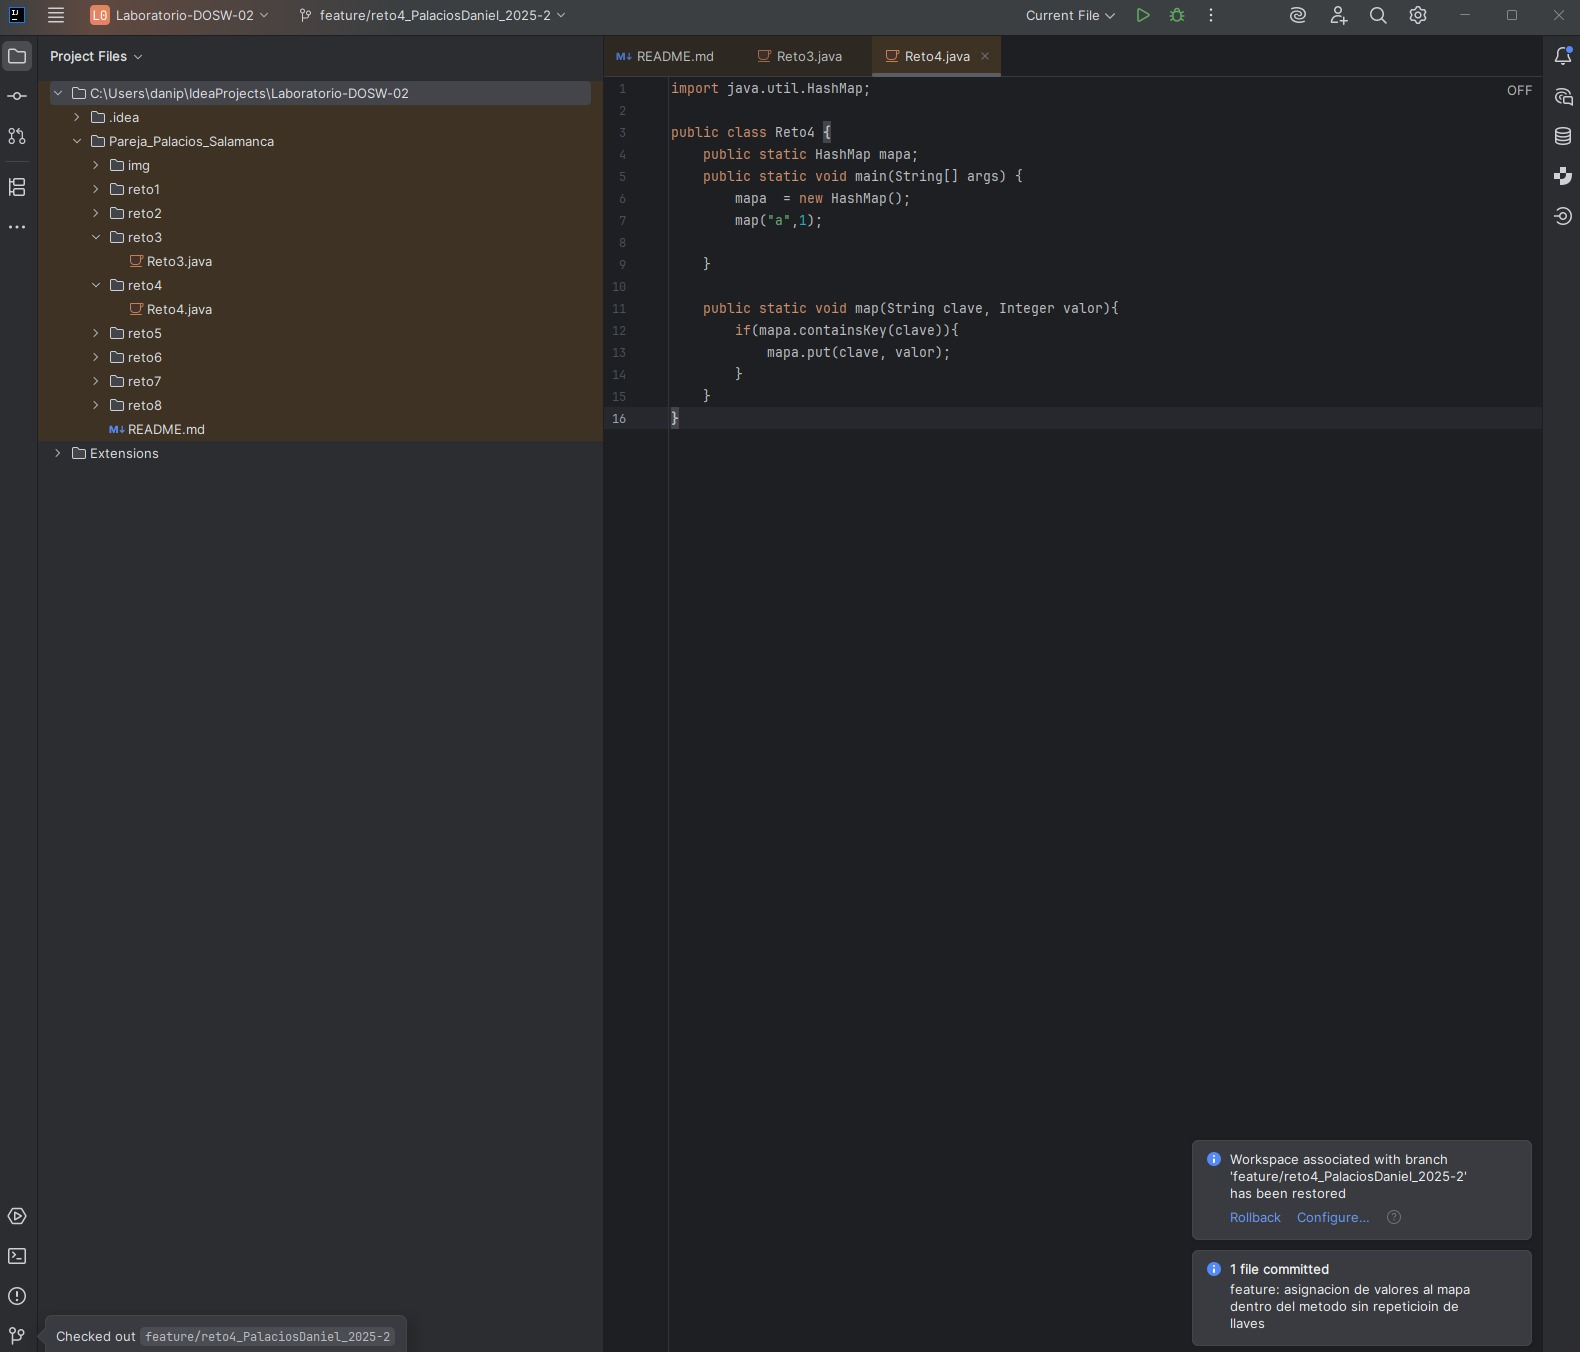 L0 Laboratorio-DOSW-02 feature/reto4_PalaciosDaniel_2025-2 Current File
Project Files
C:\Users\danip\IdeaProjects\Laboratorio-DOSW-02
.idea
Pareja_Palacios_Salamanca
img
reto1
reto2
reto3
Reto3.java
reto4
Reto4.java
reto5
reto6
reto7
reto8
M↓ README.md
Extensions
M↓ README.md Reto3.java Reto4.java
OFF
1 import java.util.HashMap;
2
3 public class Reto4 {
4 public static HashMap mapa;
5 public static void main(String[] args) {
6 mapa  = new HashMap();
7 map("a",1);
8
9 }
10
11 public static void map(String clave, Integer valor){
12 if(mapa.containsKey(clave)){
13 mapa.put(clave, valor);
14 }
15 }
16 }
Workspace associated with branch
'feature/reto4_PalaciosDaniel_2025-2'
has been restored
Rollback Configure... ?
1 file committed
feature: asignacion de valores al mapa
dentro del metodo sin repeticioin de
llaves
Checked out feature/reto4_PalaciosDaniel_2025-2